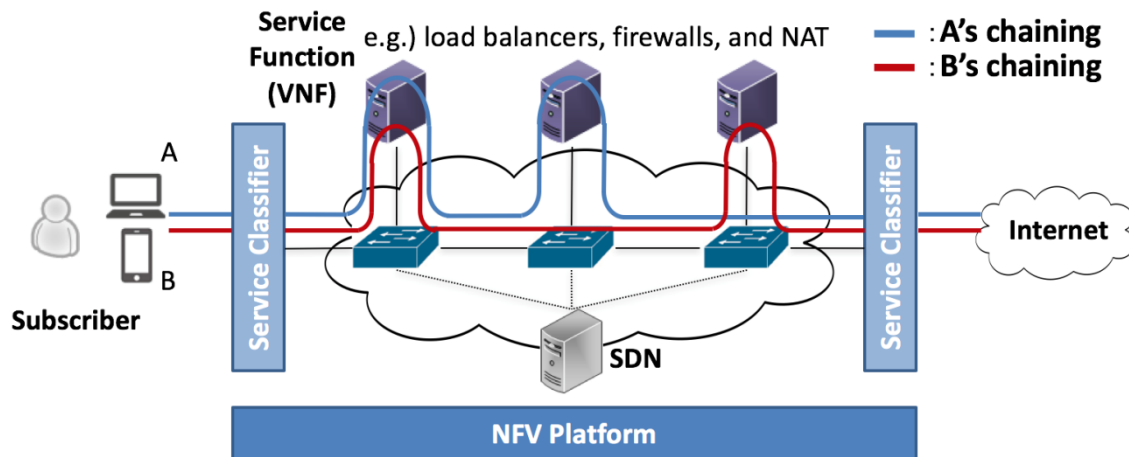 Service
Function
(VNF)
e.g.) load balancers, firewalls, and NAT
: A's chaining
: B's chaining
A
B
Subscriber
Service Classifier
Service Classifier
Internet
SDN
NFV Platform